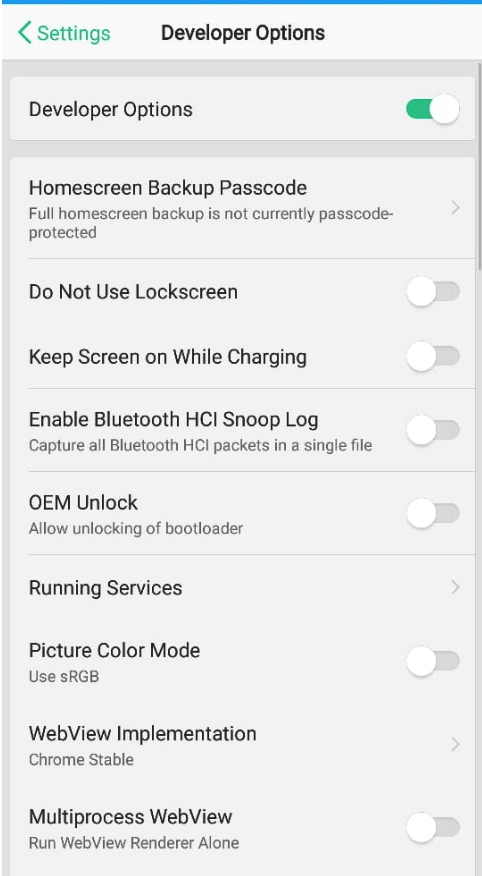 Settings
Developer Options
Developer Options
Homescreen Backup Passcode
Full homescreen backup is not currently passcode-
protected
Do Not Use Lockscreen
Keep Screen on While Charging
Enable Bluetooth HCI Snoop Log
Capture all Bluetooth HCI packets in a single file
OEM Unlock
Allow unlocking of bootloader
Running Services
Picture Color Mode
Use sRGB
WebView Implementation
Chrome Stable
Multiprocess WebView
Run WebView Renderer Alone